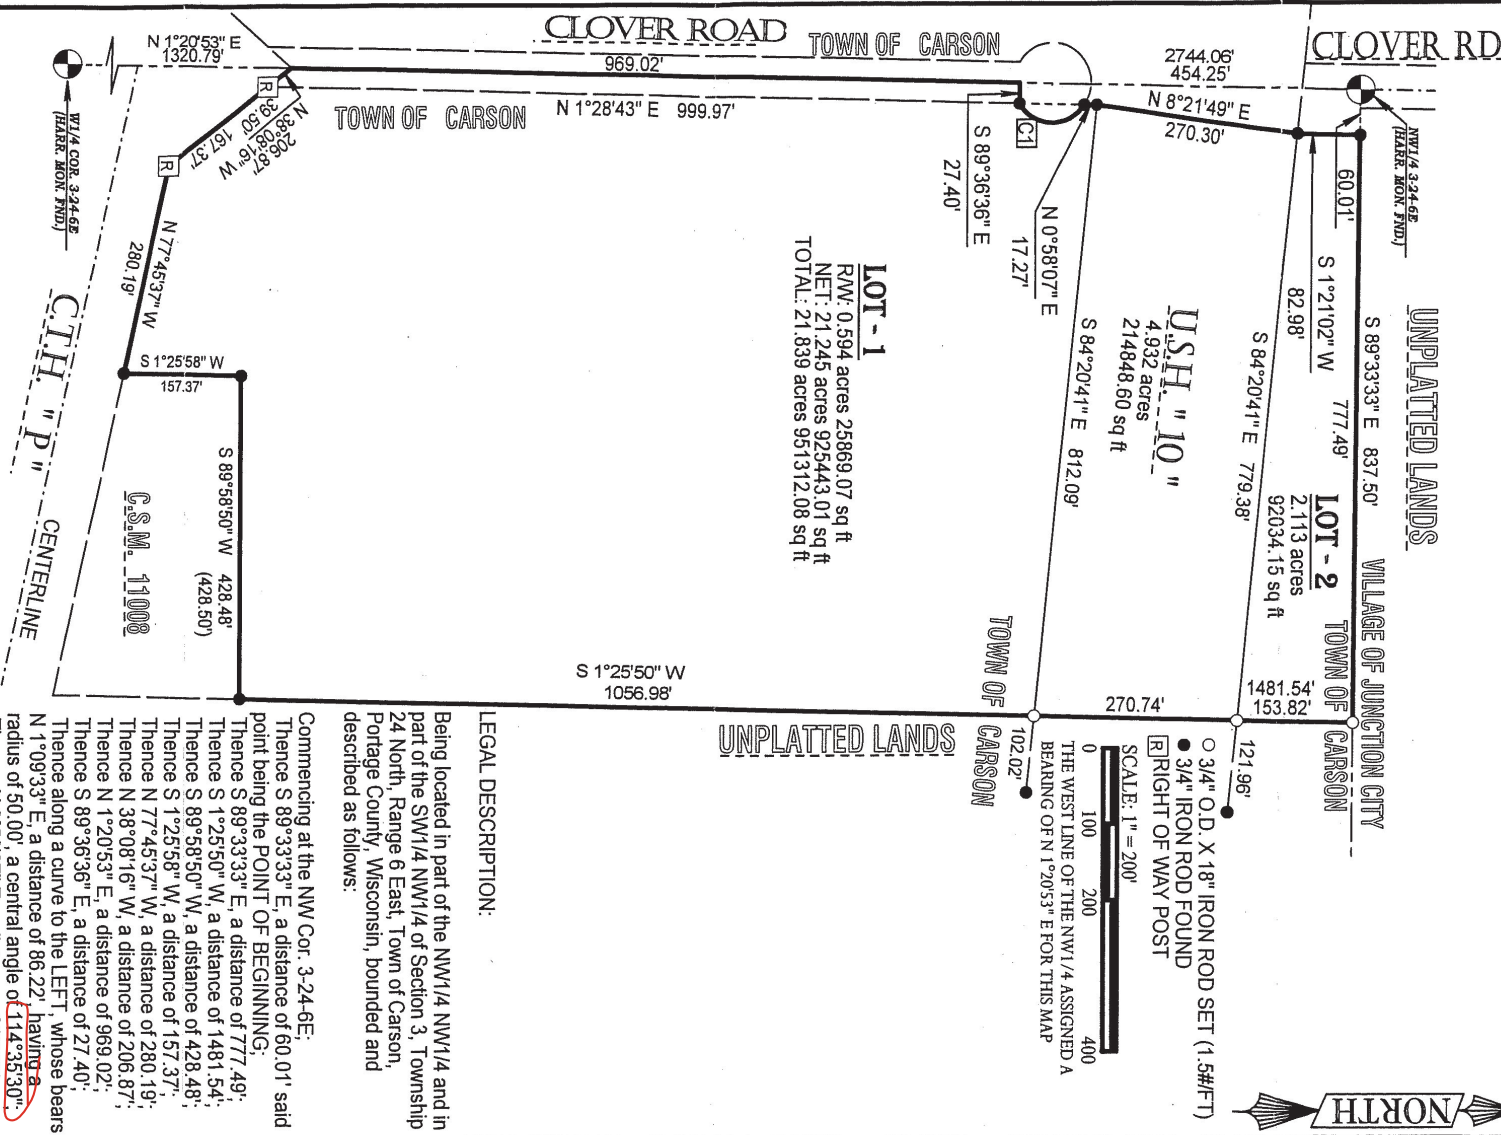 CLOVER ROAD
TOWN OF CARSON
CLOVER RD
N 1°20'53" E
1320.79'
969.02'
2744.06'
454.25'
TOWN OF CARSON
N 1°28'43" E 999.97'
N 8°21'49" E
270.30'
R
39.50'
167.37'
N 38°08'16" W
206.87'
R
W1/4 COR. 3-24-6E
(HARR. MON. FND.)
NW1/4 3-24-6E
(HARR. MON. FND.)
C1
S 89°36'36" E
27.40'
N 0°58'07" E
17.27'
60.01'
S 1°21'02" W
82.98'
S 89°33'33" E 837.50'
777.49'
UNPLATTED LANDS
N 77°45'37" W
280.19'
C.T.H. "P"
CENTERLINE
S 1°25'58" W
157.37'
S 89°58'50" W 428.48'
(428.50')
C.S.M. 11008
LOT - 1
R/W: 0.594 acres 25869.07 sq ft
NET: 21.245 acres 925443.01 sq ft
TOTAL: 21.839 acres 951312.08 sq ft
S 84°20'41" E 812.09'
U.S.H. "10"
4.932 acres
214848.60 sq ft
S 84°20'41" E 779.38'
LOT - 2
2.113 acres
92034.15 sq ft
VILLAGE OF JUNCTION CITY
TOWN OF CARSON
TOWN OF CARSON
S 1°25'50" W
1056.98'
270.74'
1481.54'
153.82'
UNPLATTED LANDS
102.02'
121.96'
3/4" O.D. X 18" IRON ROD SET (1.5#/FT)
3/4" IRON ROD FOUND
R RIGHT OF WAY POST
SCALE: 1" = 200'
0 100 200 400
THE WEST LINE OF THE NW1/4 ASSIGNED A
BEARING OF N 1°20'53" E FOR THIS MAP
NORTH
LEGAL DESCRIPTION:
Being located in part of the NW1/4 NW1/4 and in
part of the SW1/4 NW1/4 of Section 3, Township
24 North, Range 6 East, Town of Carson,
Portage County, Wisconsin, bounded and
described as follows:
Commencing at the NW Cor. 3-24-6E;
Thence S 89°33'33" E, a distance of 60.01' said
point being the POINT OF BEGINNING;
Thence S 89°33'33" E, a distance of 777.49';
Thence S 1°25'50" W, a distance of 1481.54';
Thence S 89°58'50" W, a distance of 428.48';
Thence S 1°25'58" W, a distance of 157.37';
Thence N 77°45'37" W, a distance of 280.19';
Thence N 38°08'16" W, a distance of 206.87';
Thence N 1°20'53" E, a distance of 969.02';
Thence S 89°36'36" E, a distance of 27.40';
Thence along a curve to the LEFT, whose bears
N 1°09'33" E, a distance of 86.22', having a
radius of 50.00', a central angle of 114°35'30";